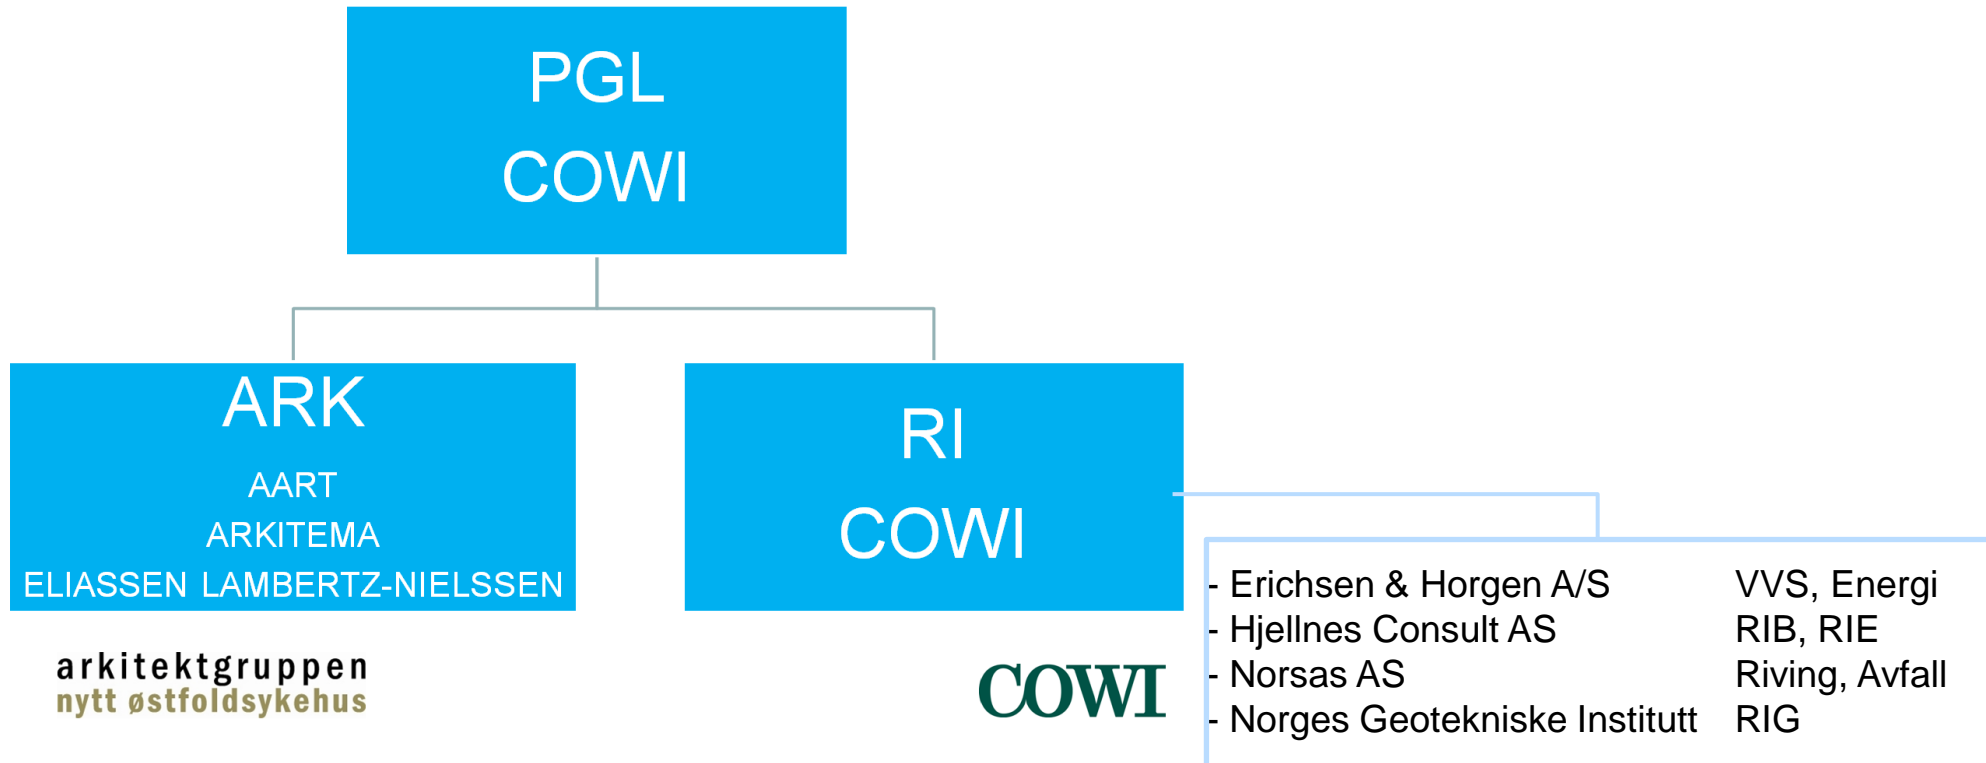 PGL
COWI
ARK
AART
ARKITEMA
ELIASSEN LAMBERTZ-NIELSSEN
RI
COWI
arkitektgruppen
nytt østfoldsykehus
COWI
- Erichsen & Horgen A/S VVS, Energi
- Hjellnes Consult AS RIB, RIE
- Norsas AS Riving, Avfall
- Norges Geotekniske Institutt RIG